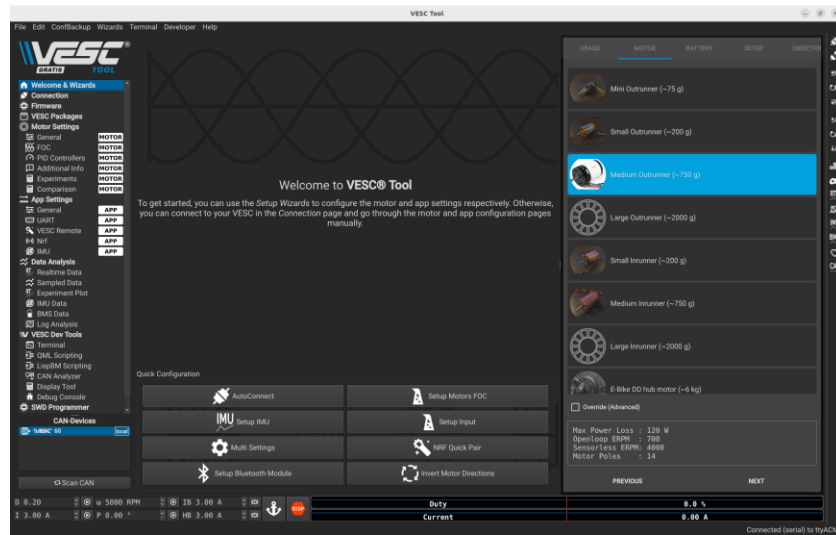 VESC Tool
File Edit ConfBackup Wizards Terminal Developer Help
VESC®
GRATIS TOOL
Welcome & Wizards
Connection
Firmware
VESC Packages
Motor Settings
General MOTOR
FOC MOTOR
PID Controllers MOTOR
Additional Info MOTOR
Experiments MOTOR
Comparison MOTOR
App Settings
General APP
UART APP
VESC Remote APP
Nrf APP
IMU APP
Data Analysis
Realtime Data
Sampled Data
Experiment Plot
IMU Data
BMS Data
Log Analysis
VESC Dev Tools
Terminal
QML Scripting
LispBM Scripting
CAN Analyzer
Display Tool
Debug Console
SWD Programmer
CAN-Devices
VESC 60 local
Scan CAN
Welcome to VESC® Tool
To get started, you can use the Setup Wizards to configure the motor and app settings respectively. Otherwise,
you can connect to your VESC in the Connection page and go through the motor and app configuration pages
manually.
Quick Configuration
AutoConnect
Setup Motors FOC
IMU Setup IMU
Setup Input
Multi Settings
NRF Quick Pair
Setup Bluetooth Module
Invert Motor Directions
USAGE MOTOR BATTERY SETUP DIRECTIO
Mini Outrunner (~75 g)
Small Outrunner (~200 g)
Medium Outrunner (~750 g)
Large Outrunner (~2000 g)
Small Inrunner (~200 g)
Medium Inrunner (~750 g)
Large Inrunner (~2000 g)
E-Bike DD hub motor (~6 kg)
Override (Advanced)
Max Power Loss : 120 W
Openloop ERPM : 700
Sensorless ERPM: 4000
Motor Poles : 14
PREVIOUS NEXT
D 0.20 ω 5000 RPM IB 3.00 A
I 3.00 A P 0.00 ° HB 3.00 A
STOP
Duty 0.0 %
Current 0.00 A
Connected (serial) to ttyACM